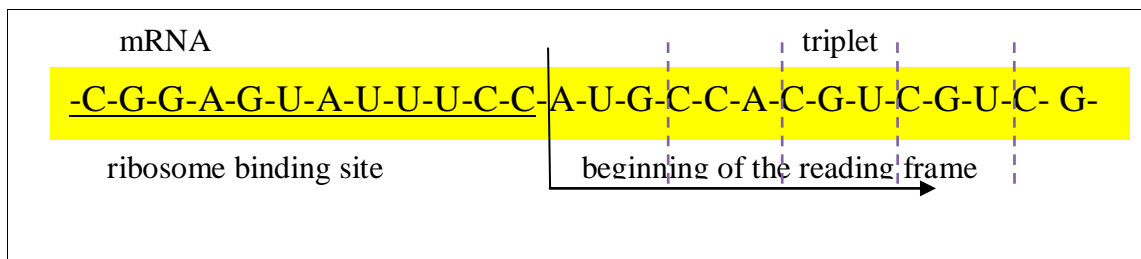 mRNA triplet
-C-G-G-A-G-U-A-U-U-U-C-C-A-U-G-C-C-A-C-G-U-C-G-U-C- G-
ribosome binding site beginning of the reading frame